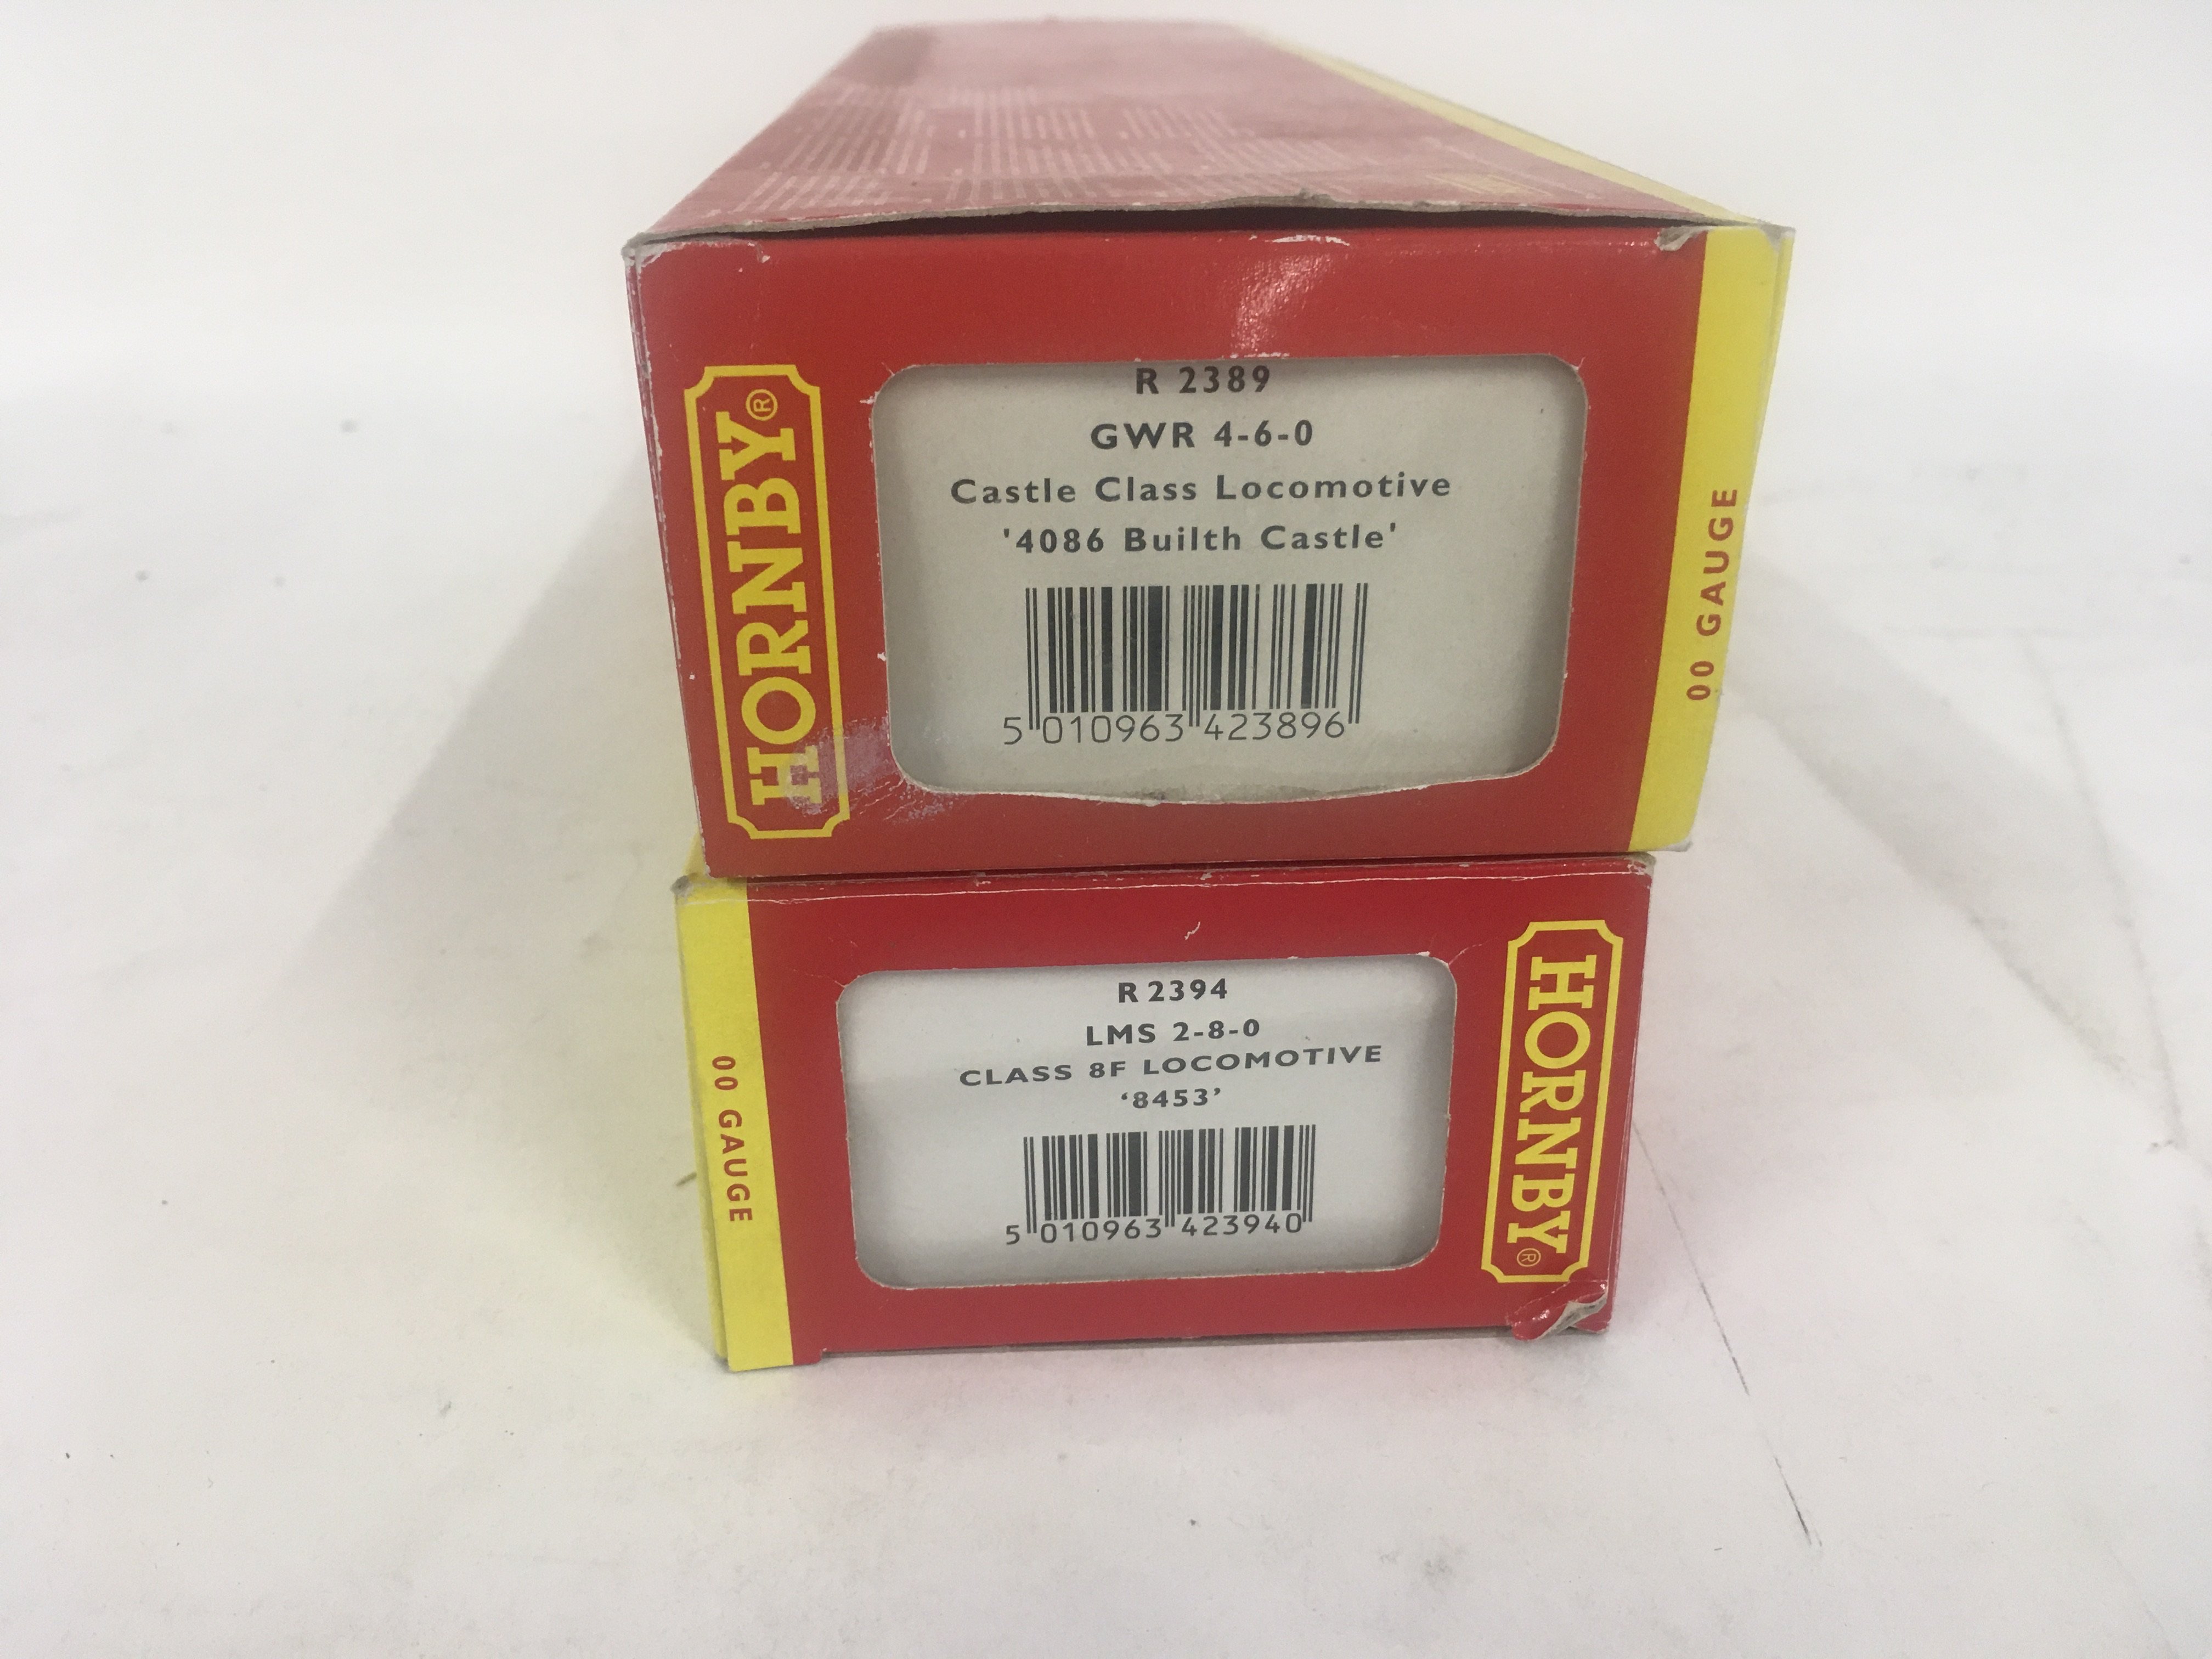 HORNBY®
R 2389
GWR 4-6-0
Castle Class Locomotive
'4086 Builth Castle'
5 010963 423896
00 GAUGE
00 GAUGE
R 2394
LMS 2-8-0
CLASS 8F LOCOMOTIVE
‘8453’
5 010963 423940
HORNBY®